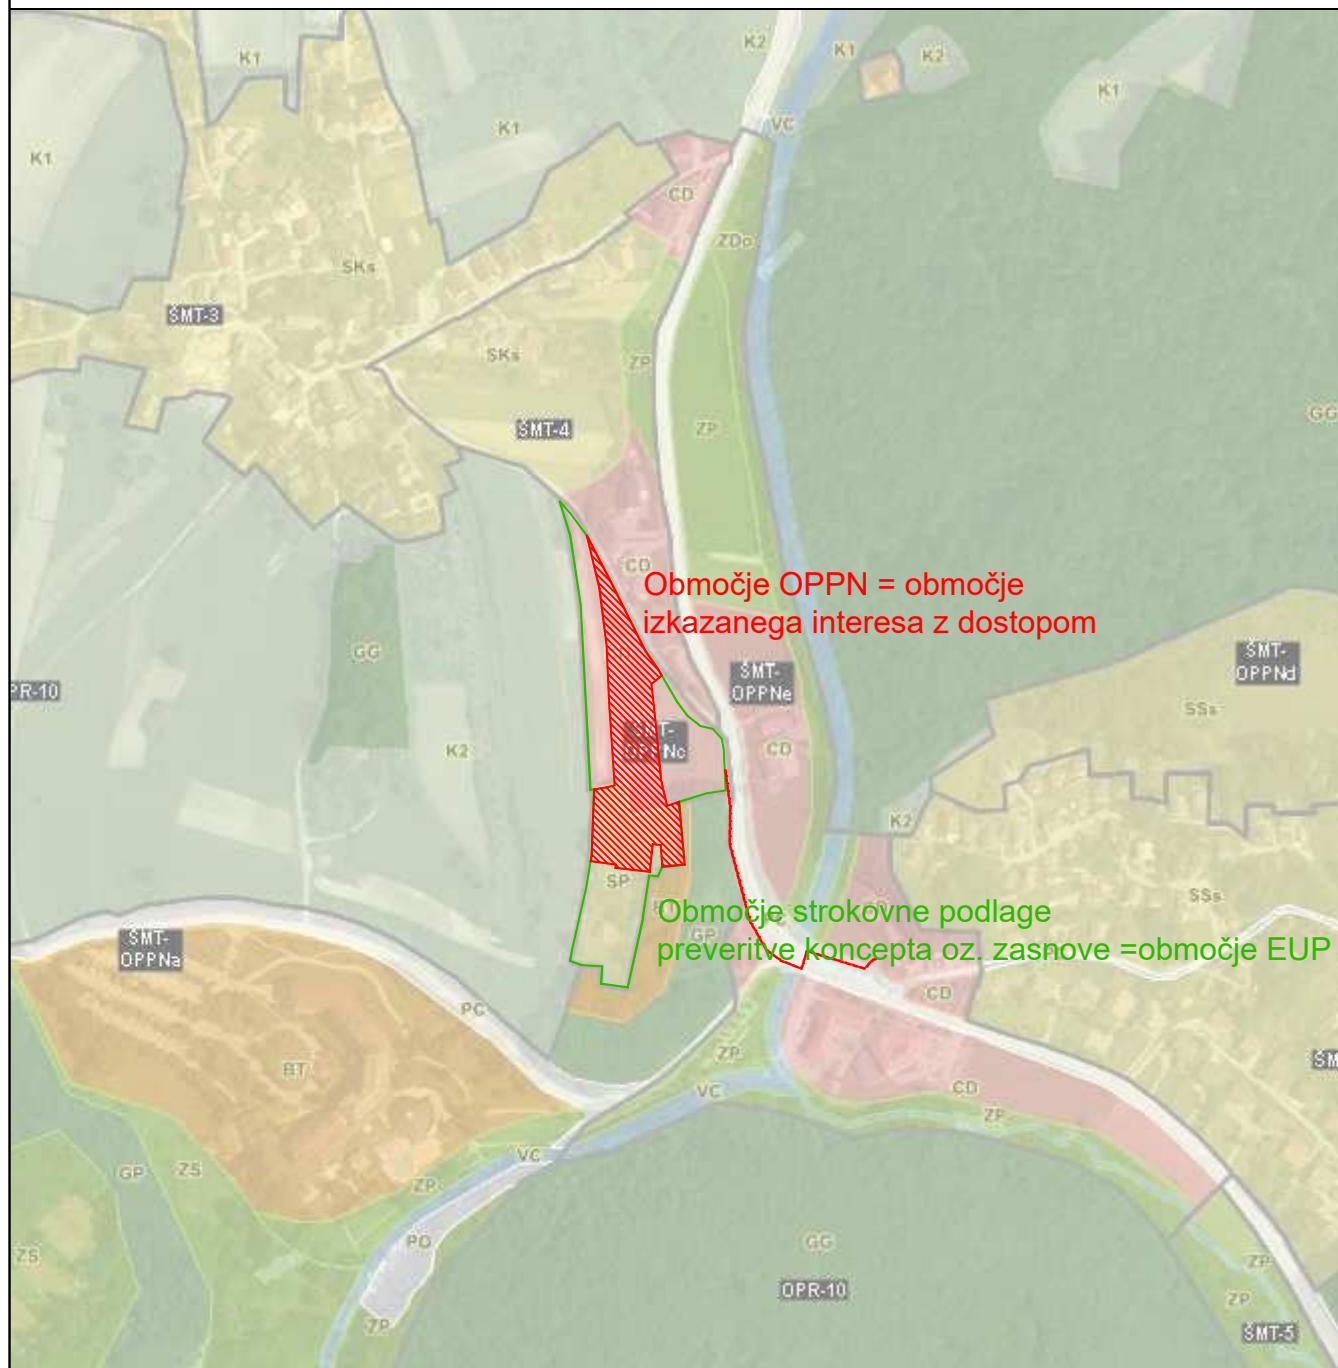 K1
K2
K1
K2
K1
K1
K1
VC
CD
ZDo
SKs
ŠMT-3
SKs
ZP
GG
ŠMT-4
ZP
CD
Območje OPPN = območje
izkazanega interesa z dostopom
GG
ŠMT-
OPPNe
ŠMT-
OPPNd
PR-10
SSs
K2
CD
K2
SP
SSs
Območje strokovne podlage
preveritve koncepta oz. zasnove =območje EUP
GP
ŠMT-
OPPNa
CD
PC
ZP
BT
VC
CD
ZP
VC
GP
ZS
ZP
PO
GG
ZS
ZP
OPR-10
ZP
ZP
ŠMT-5